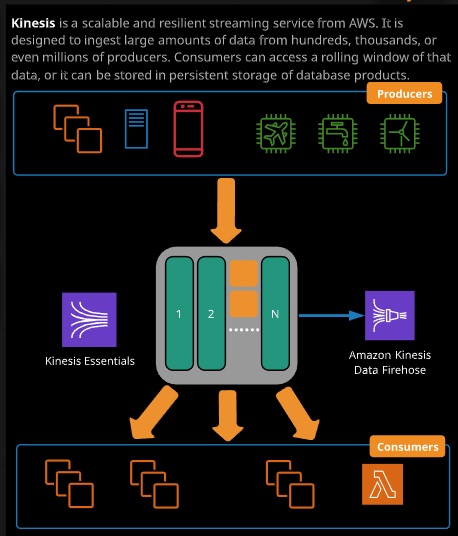 Kinesis is a scalable and resilient streaming service from AWS. It is
designed to ingest large amounts of data from hundreds, thousands, or
even millions of producers. Consumers can access a rolling window of that
data, or it can be stored in persistent storage of database products.
Producers
1
2
......
N
Kinesis Essentials
Amazon Kinesis
Data Firehose
Consumers